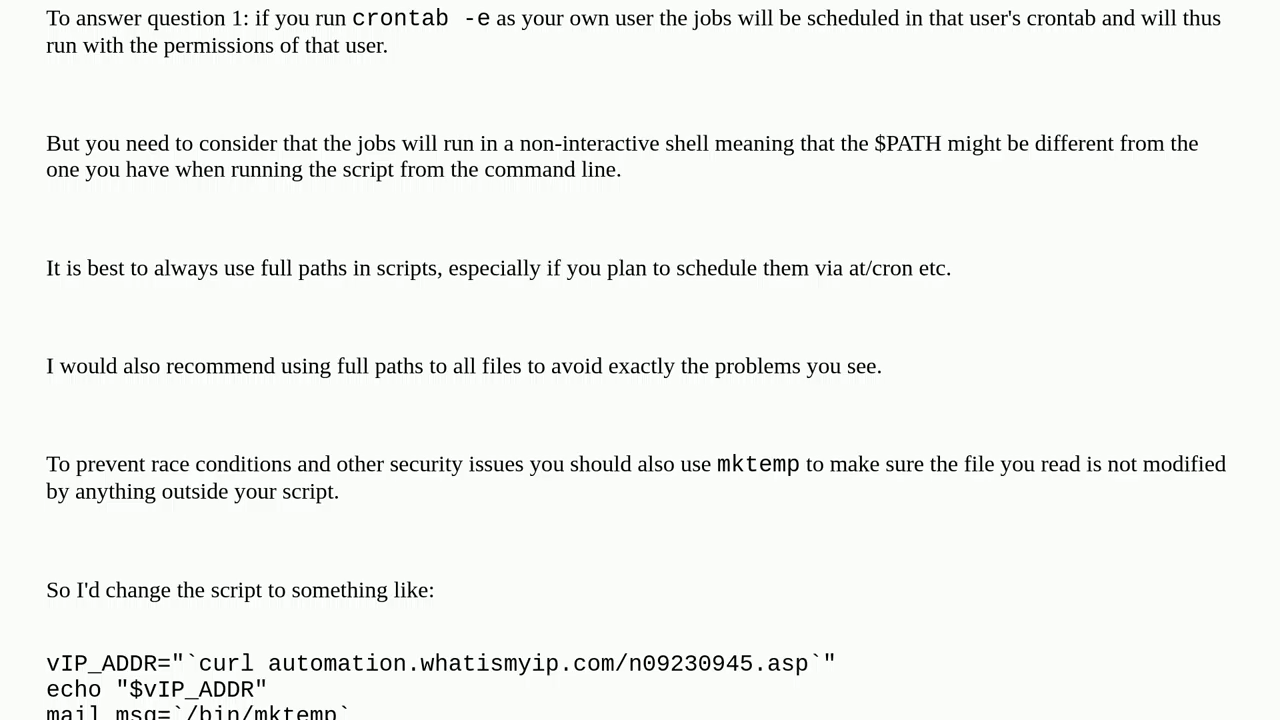 To answer question 1: if you run crontab -e as your own user the jobs will be scheduled in that user's crontab and will thus
run with the permissions of that user.
But you need to consider that the jobs will run in a non-interactive shell meaning that the $PATH might be different from the
one you have when running the script from the command line.
It is best to always use full paths in scripts, especially if you plan to schedule them via at/cron etc.
I would also recommend using full paths to all files to avoid exactly the problems you see.
To prevent race conditions and other security issues you should also use mktemp to make sure the file you read is not modified
by anything outside your script.
So I'd change the script to something like:
vIP_ADDR="`curl automation.whatismyip.com/n09230945.asp`"
echo "$vIP_ADDR"
mail_msg=`/bin/mktemp`